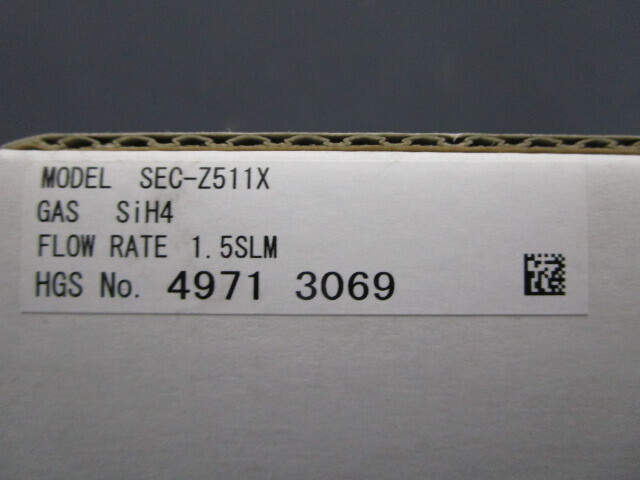 MODEL SEC-Z511X
GAS SiH4
FLOW RATE 1.5SLM
HGS No. 4971 3069